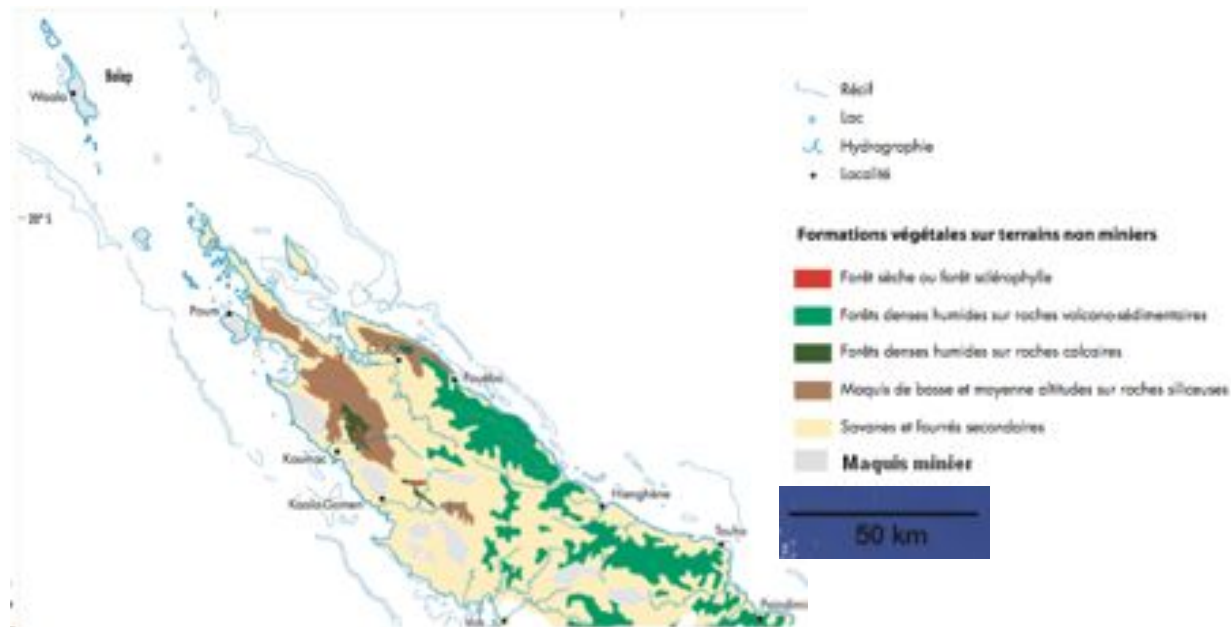 Belep
Waala
20° S
Poum
Pouébo
Koumac
Kaala-Gomen
Hienghène
Touho
Récif
Lac
Hydrographie
Localité
Formations végétales sur terrains non miniers
Forêt sèche ou forêt sclérophylle
Forêts denses humides sur roches volcano-sédimentaires
Forêts denses humides sur roches calcaires
Maquis de basse et moyenne altitudes sur roches siliceuses
Savanes et fourrés secondaires
Maquis minier
50 km